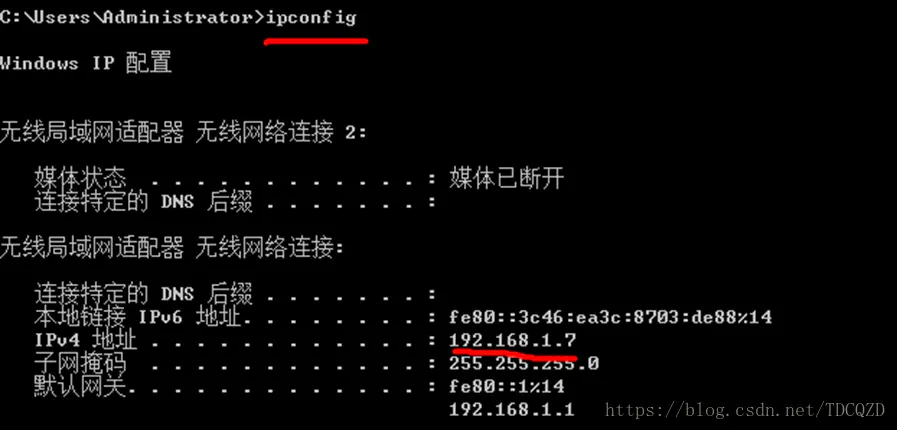 C:\Users\Administrator>ipconfig
Windows IP 配置
无线局域网适配器 无线网络连接 2:
媒体状态 . . . . . . . . . . . . : 媒体已断开
连接特定的 DNS 后缀 . . . . . . . :
无线局域网适配器 无线网络连接:
连接特定的 DNS 后缀 . . . . . . . :
本地链接 IPv6 地址. . . . . . . . : fe80::3c46:ea3c:8703:de88%14
IPv4 地址 . . . . . . . . . . . . : 192.168.1.7
子网掩码 . . . . . . . . . . . . : 255.255.255.0
默认网关. . . . . . . . . . . . . : fe80::1%14
192.168.1.1
https://blog.csdn.net/TDCQZD